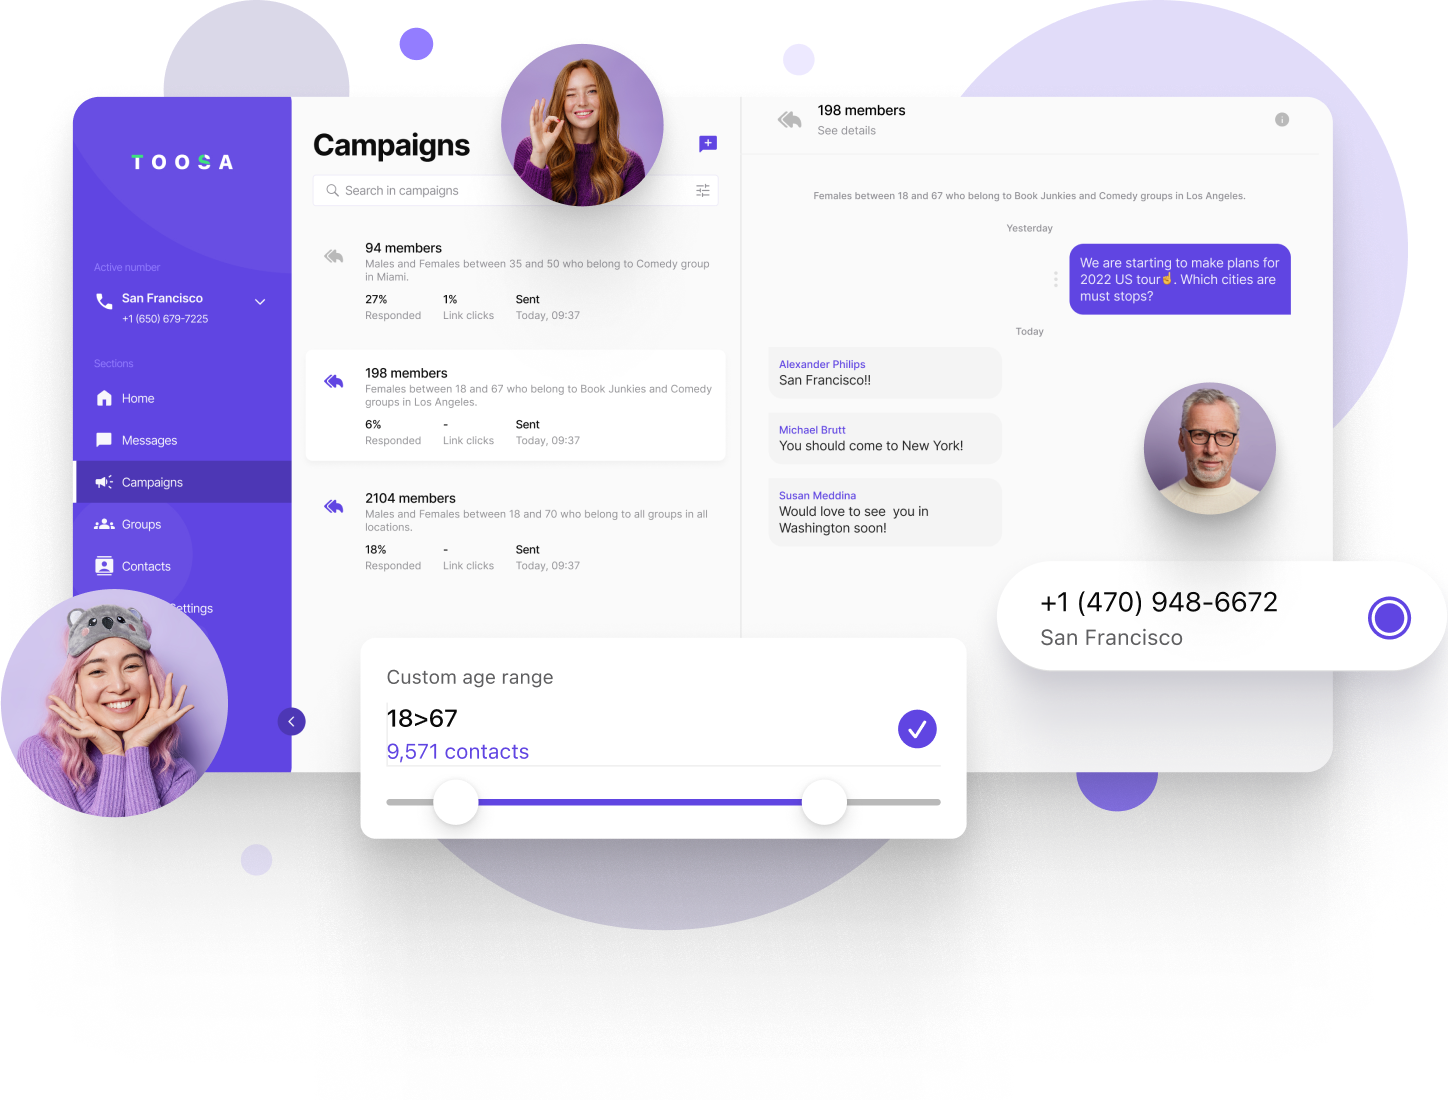 TOOSA
Active number
San Francisco
+1 (650) 679-7225
Sections
Home
Messages
Campaigns
Groups
Contacts
Settings
Campaigns
Search in campaigns
94 members
Males and Females between 35 and 50 who belong to Comedy group
in Miami.
27% 1% Sent
Responded Link clicks Today, 09:37
198 members
Females between 18 and 67 who belong to Book Junkies and Comedy
groups in Los Angeles.
6% - Sent
Responded Link clicks Today, 09:37
2104 members
Males and Females between 18 and 70 who belong to all groups in all
locations.
18% - Sent
Responded Link clicks Today, 09:37
198 members
See details
Females between 18 and 67 who belong to Book Junkies and Comedy groups in Los Angeles.
Yesterday
We are starting to make plans for
2022 US tour☝️. Which cities are
must stops?
Today
Alexander Philips
San Francisco!!
Michael Brutt
You should come to New York!
Susan Meddina
Would love to see  you in
Washington soon!
+1 (470) 948-6672
San Francisco
Custom age range
18>67
9,571 contacts